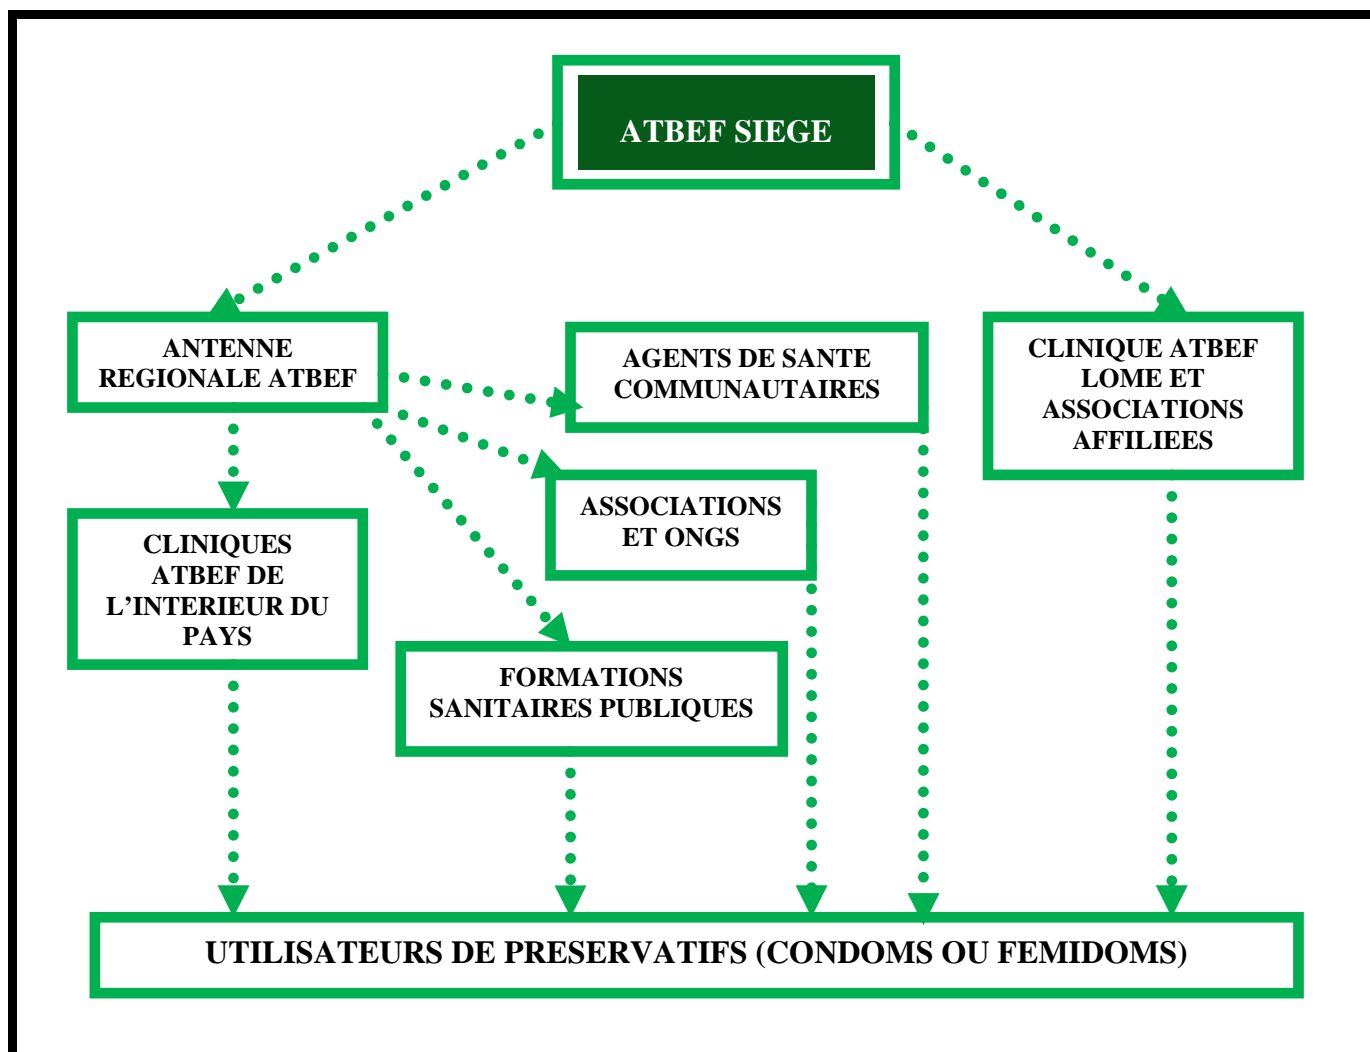 ATBEF SIEGE
ANTENNE
REGIONALE ATBEF
AGENTS DE SANTE
COMMUNAUTAIRES
CLINIQUE ATBEF
LOME ET
ASSOCIATIONS
AFFILIEES
ASSOCIATIONS
ET ONGS
CLINIQUES
ATBEF DE
L’INTERIEUR DU
PAYS
FORMATIONS
SANITAIRES PUBLIQUES
UTILISATEURS DE PRESERVATIFS (CONDOMS OU FEMIDOMS)